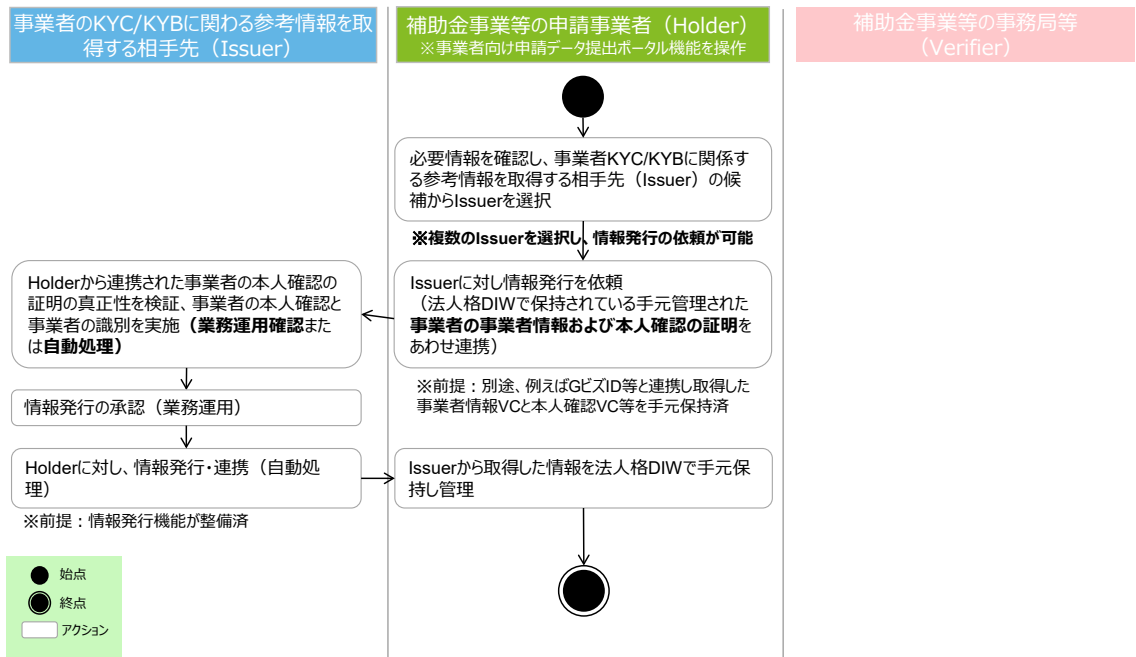 事業者のKYC/KYBに関わる参考情報を取
得する相手先（Issuer）
補助金事業等の申請事業者（Holder）
※事業者向け申請データ提出ポータル機能を操作
補助金事業等の事務局等
（Verifier）
必要情報を確認し、事業者KYC/KYBに関係す
る参考情報を取得する相手先（Issuer）の候
補からIssuerを選択
※複数のIssuerを選択し、情報発行の依頼が可能
Holderから連携された事業者の本人確認の
証明の真正性を検証、事業者の本人確認と
事業者の識別を実施（業務運用確認また
は自動処理）
Issuerに対し情報発行を依頼
（法人格DIWで保持されている手元管理された
事業者の事業者情報および本人確認の証明を
あわせ連携）
※前提：別途、例えばGビズID等と連携し取得した
事業者情報VCと本人確認VC等を手元保持済
情報発行の承認（業務運用）
Holderに対し、情報発行・連携（自動処
理）
※前提：情報発行機能が整備済
Issuerから取得した情報を法人格DIWで手元保
持し管理
始点
終点
アクション